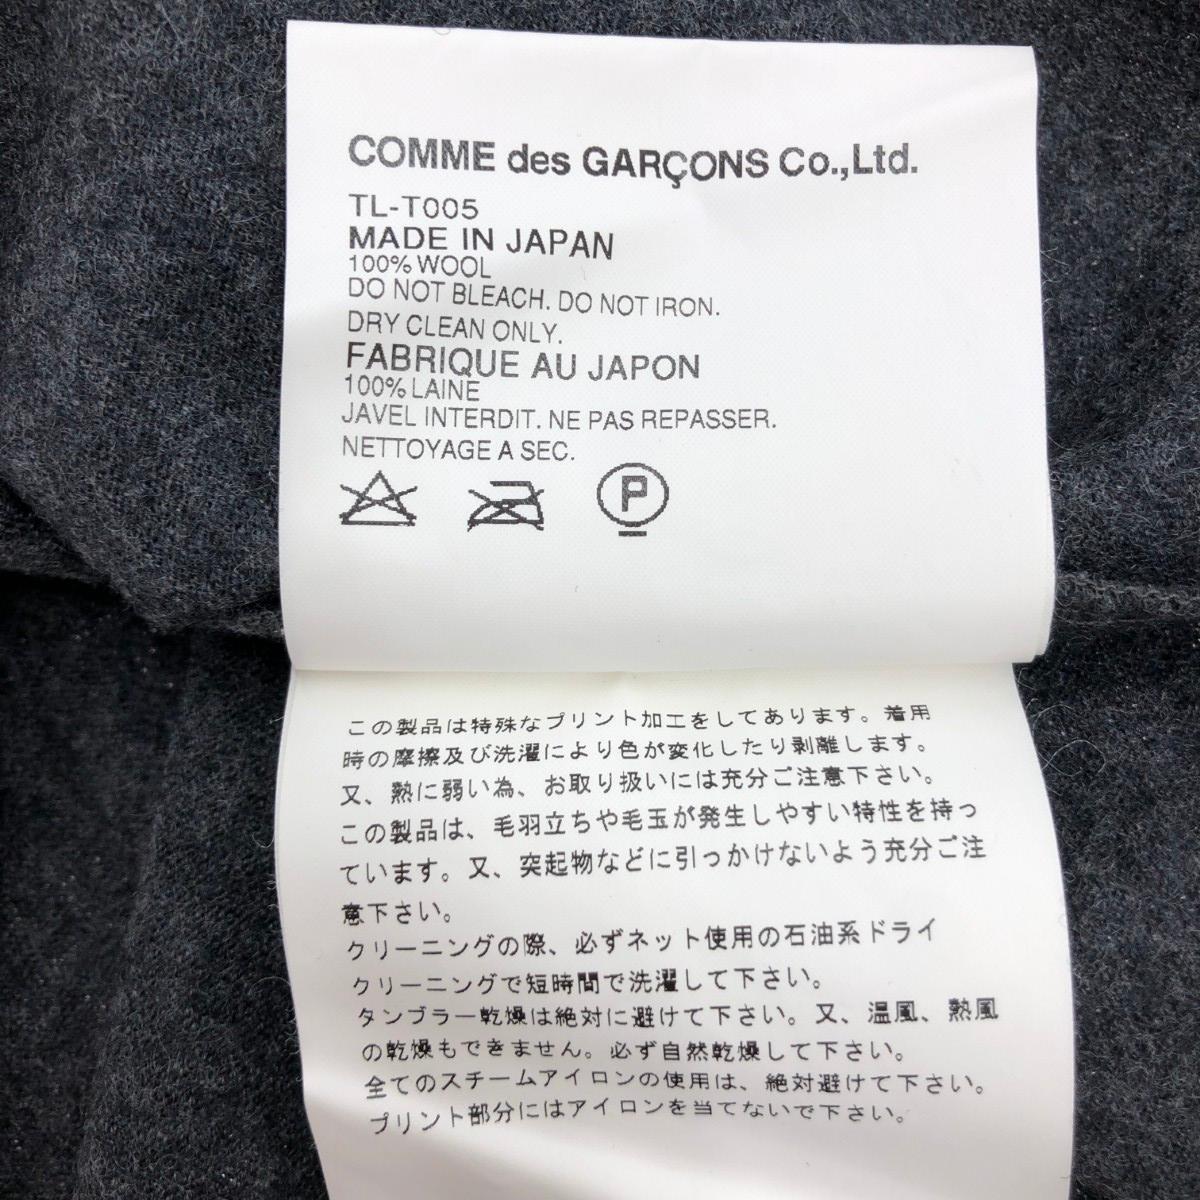 COMME des GARÇONS Co.,Ltd.
TL-T005
MADE IN JAPAN
100% WOOL
DO NOT BLEACH. DO NOT IRON.
DRY CLEAN ONLY.
FABRIQUE AU JAPON
100% LAINE
JAVEL INTERDIT. NE PAS REPASSER.
NETTOYAGE A SEC.
P
この製品は特殊なプリント加工をしてあります。着用
時の摩擦及び洗濯により色が変化したり剥離します。
又、熱に弱い為、お取り扱いには充分ご注意下さい。
この製品は、毛羽立ちや毛玉が発生しやすい特性を持っ
ています。又、突起物などに引っかけないよう充分ご注
意下さい。
クリーニングの際、必ずネット使用の石油系ドライ
クリーニングで短時間で洗濯して下さい。
タンブラー乾燥は絶対に避けて下さい。又、温風、熱風
の乾燥もできません。必ず自然乾燥して下さい。
全てのスチームアイロンの使用は、絶対避けて下さい。
プリント部分にはアイロンを当てないで下さい。